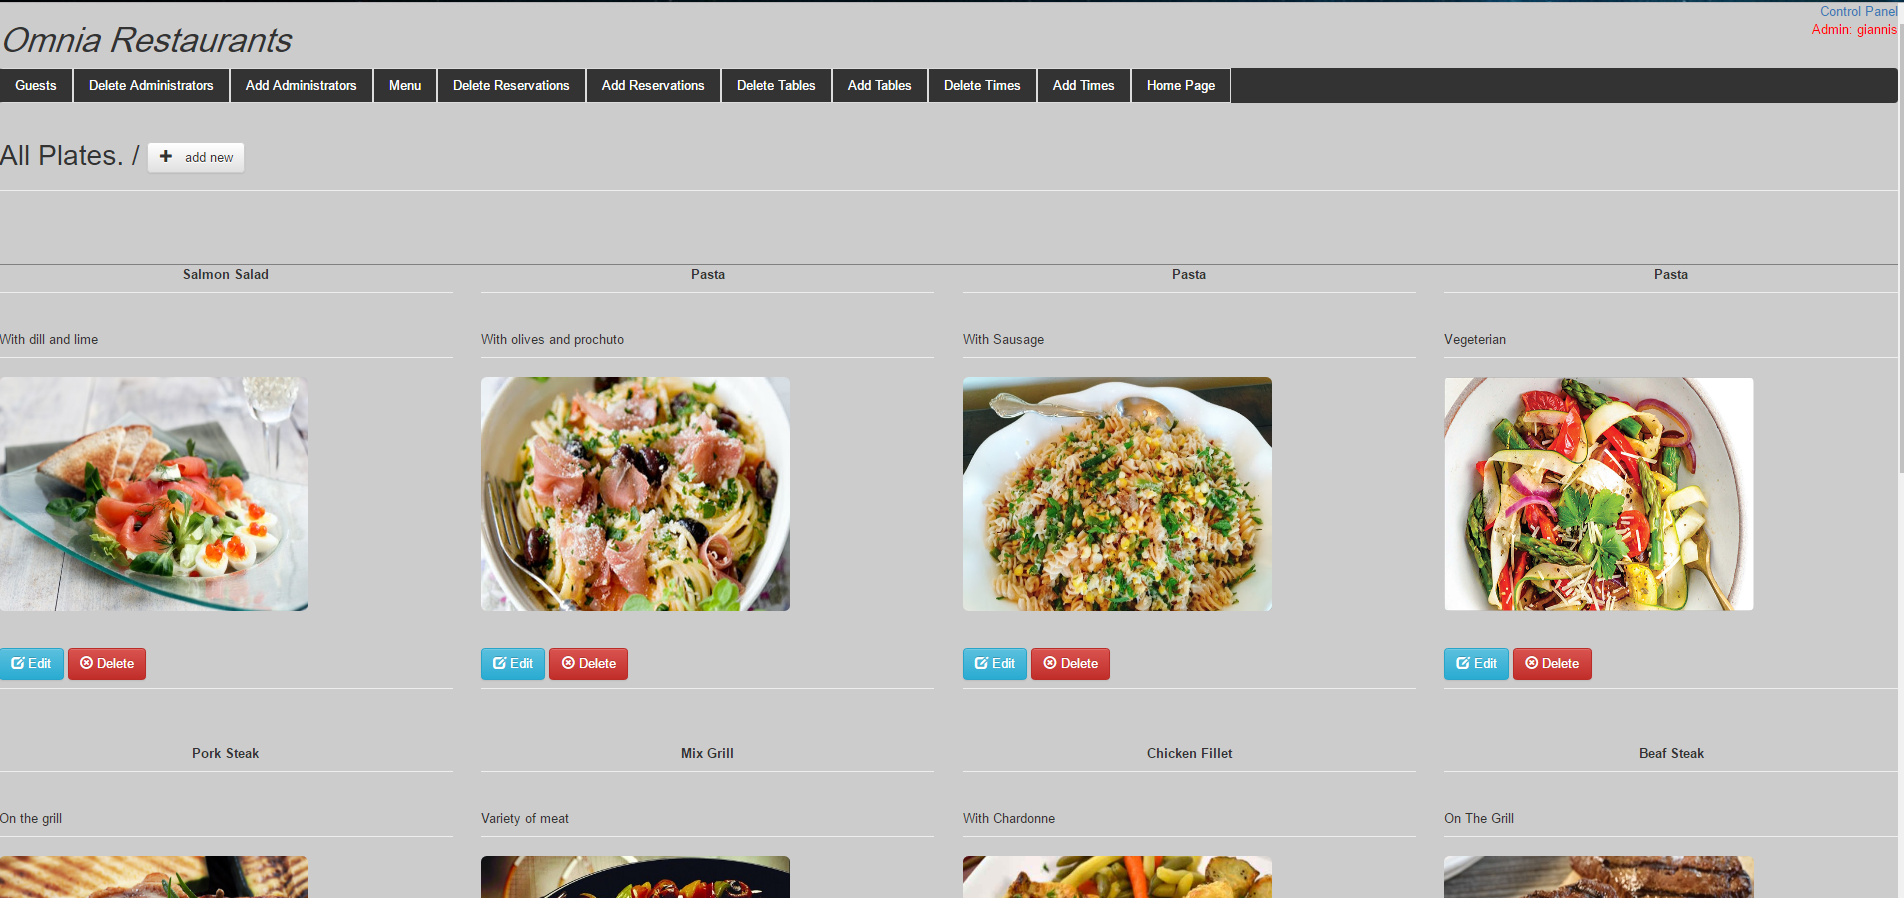 Control Panel
Admin: giannis
Omnia Restaurants
Guests Delete Administrators Add Administrators Menu Delete Reservations Add Reservations Delete Tables Add Tables Delete Times Add Times Home Page
All Plates. / add new
Salmon Salad Pasta Pasta Pasta
With dill and lime With olives and prochuto With Sausage Vegeterian
Edit Delete Edit Delete Edit Delete Edit Delete
Pork Steak Mix Grill Chicken Fillet Beaf Steak
On the grill Variety of meat With Chardonne On The Grill